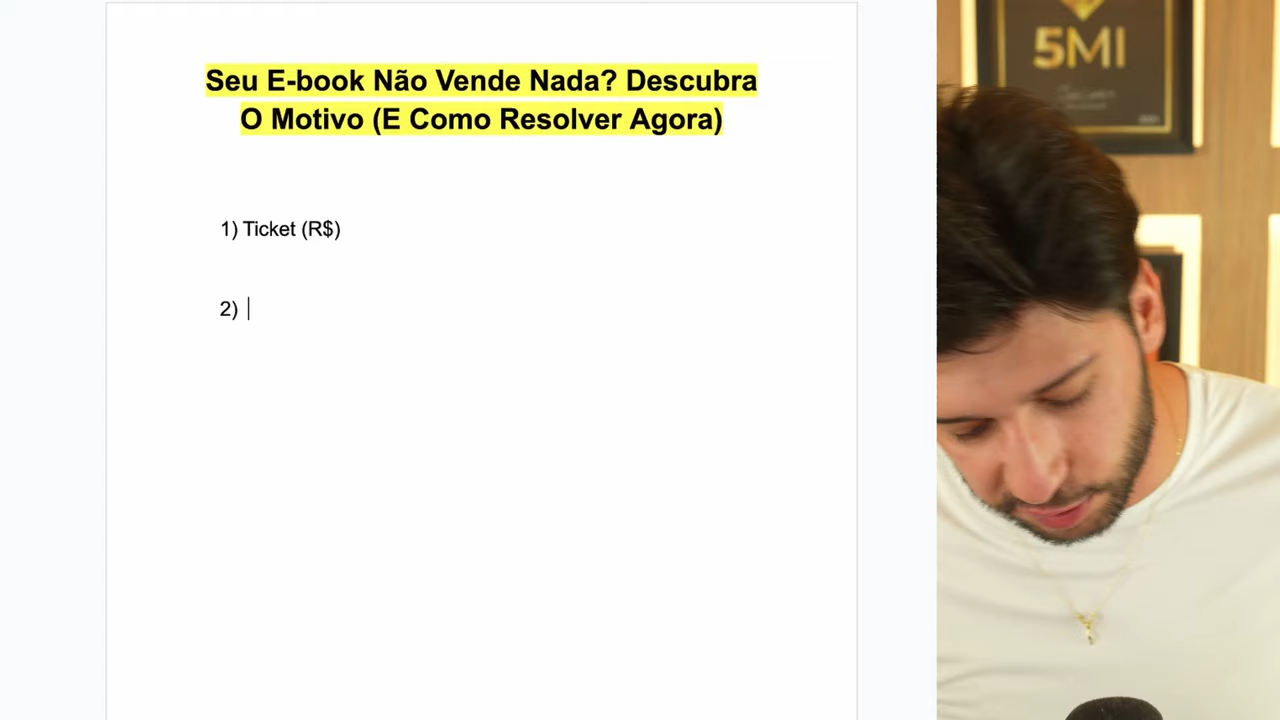 Seu E-book Não Vende Nada? Descubra
O Motivo (E Como Resolver Agora)
1) Ticket (R$)
2)
5MI